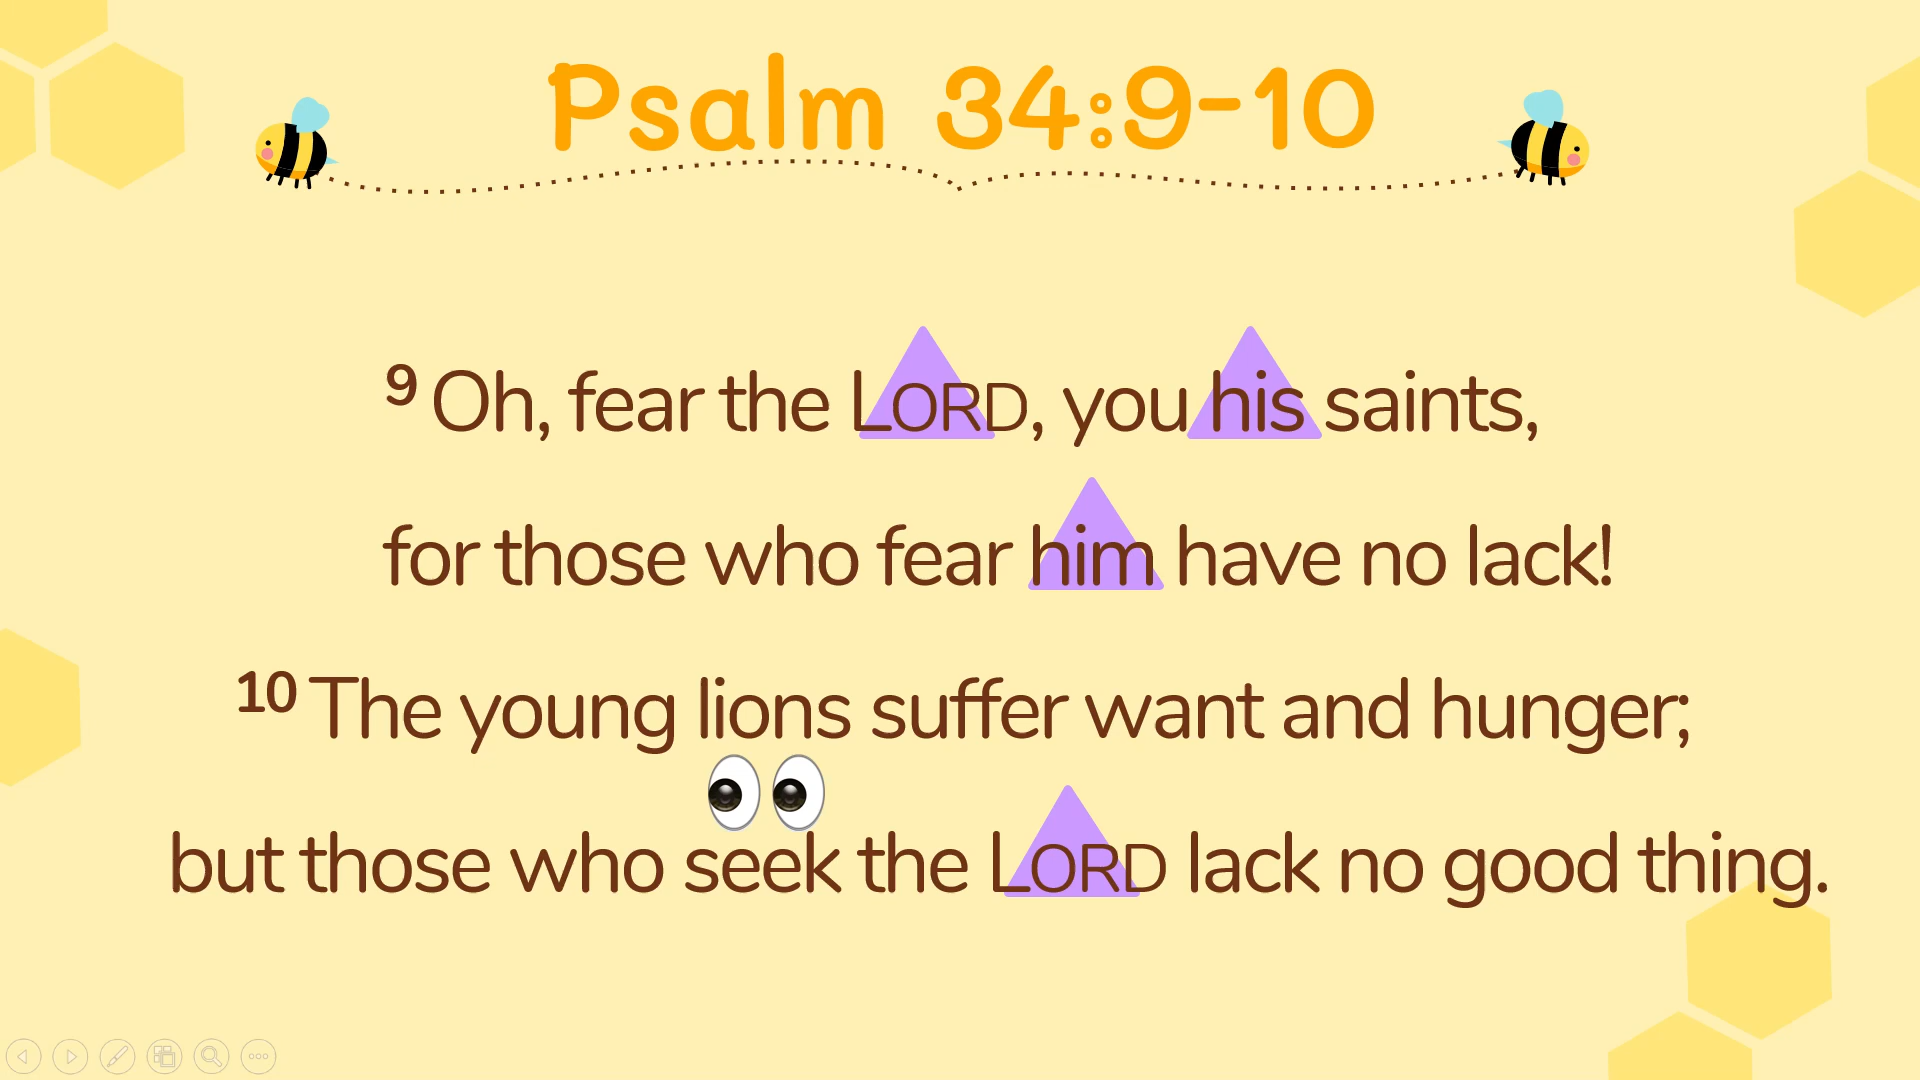 Psalm 34:9-10
9 Oh, fear the LORD, you his saints,
for those who fear him have no lack!
10 The young lions suffer want and hunger;
but those who seek the LORD lack no good thing.